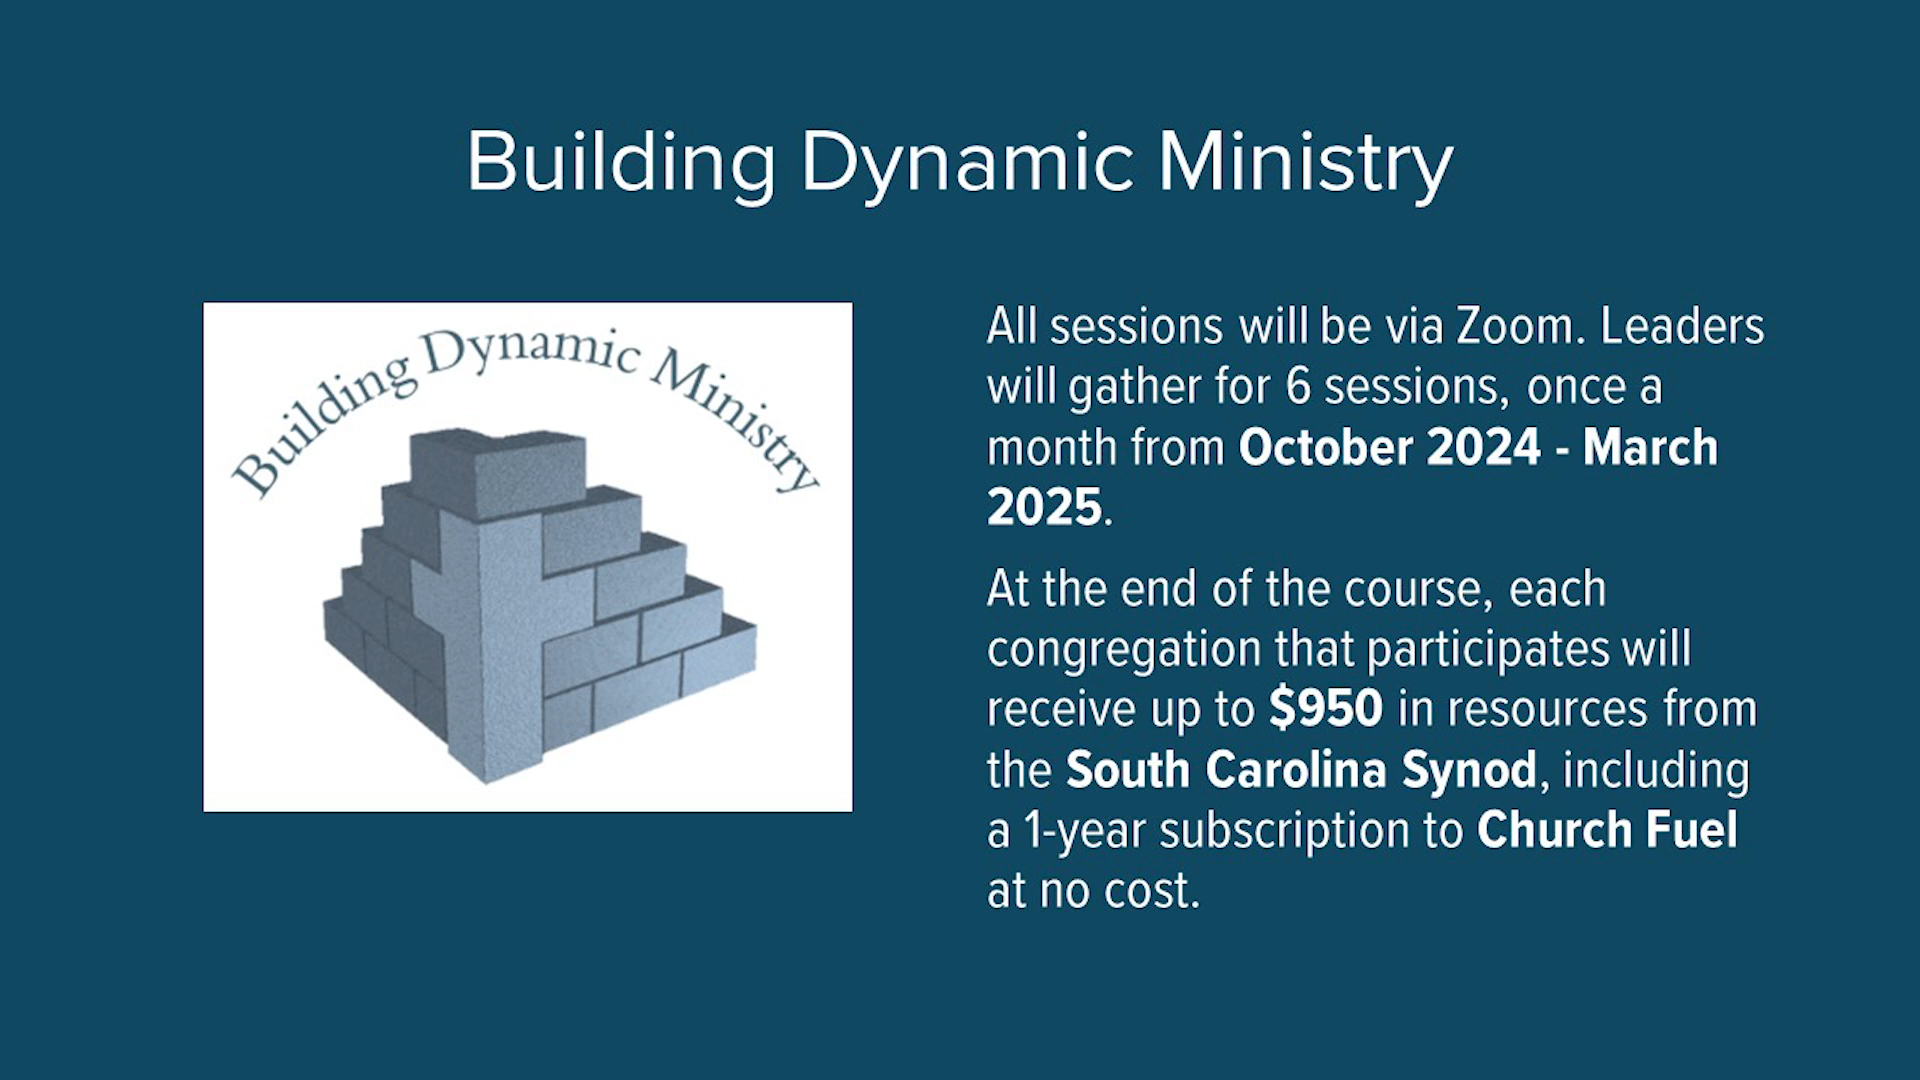 Building Dynamic Ministry
Building Dynamic Ministry
All sessions will be via Zoom. Leaders
will gather for 6 sessions, once a
month from October 2024 - March
2025.
At the end of the course, each
congregation that participates will
receive up to $950 in resources from
the South Carolina Synod, including
a 1-year subscription to Church Fuel
at no cost.